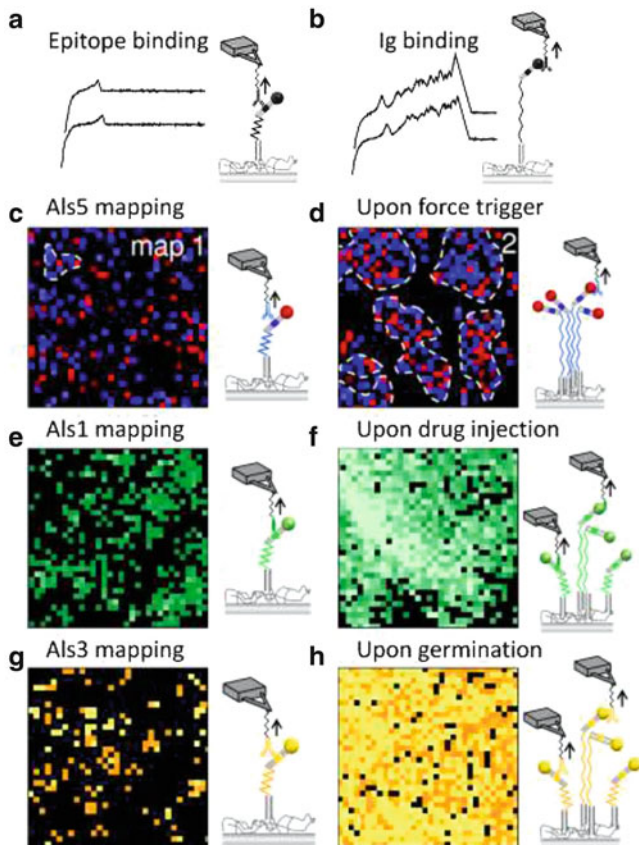 a
Epitope binding
b
Ig binding
c
Als5 mapping
map 1
d
Upon force trigger
2
e
Als1 mapping
f
Upon drug injection
g
Als3 mapping
h
Upon germination